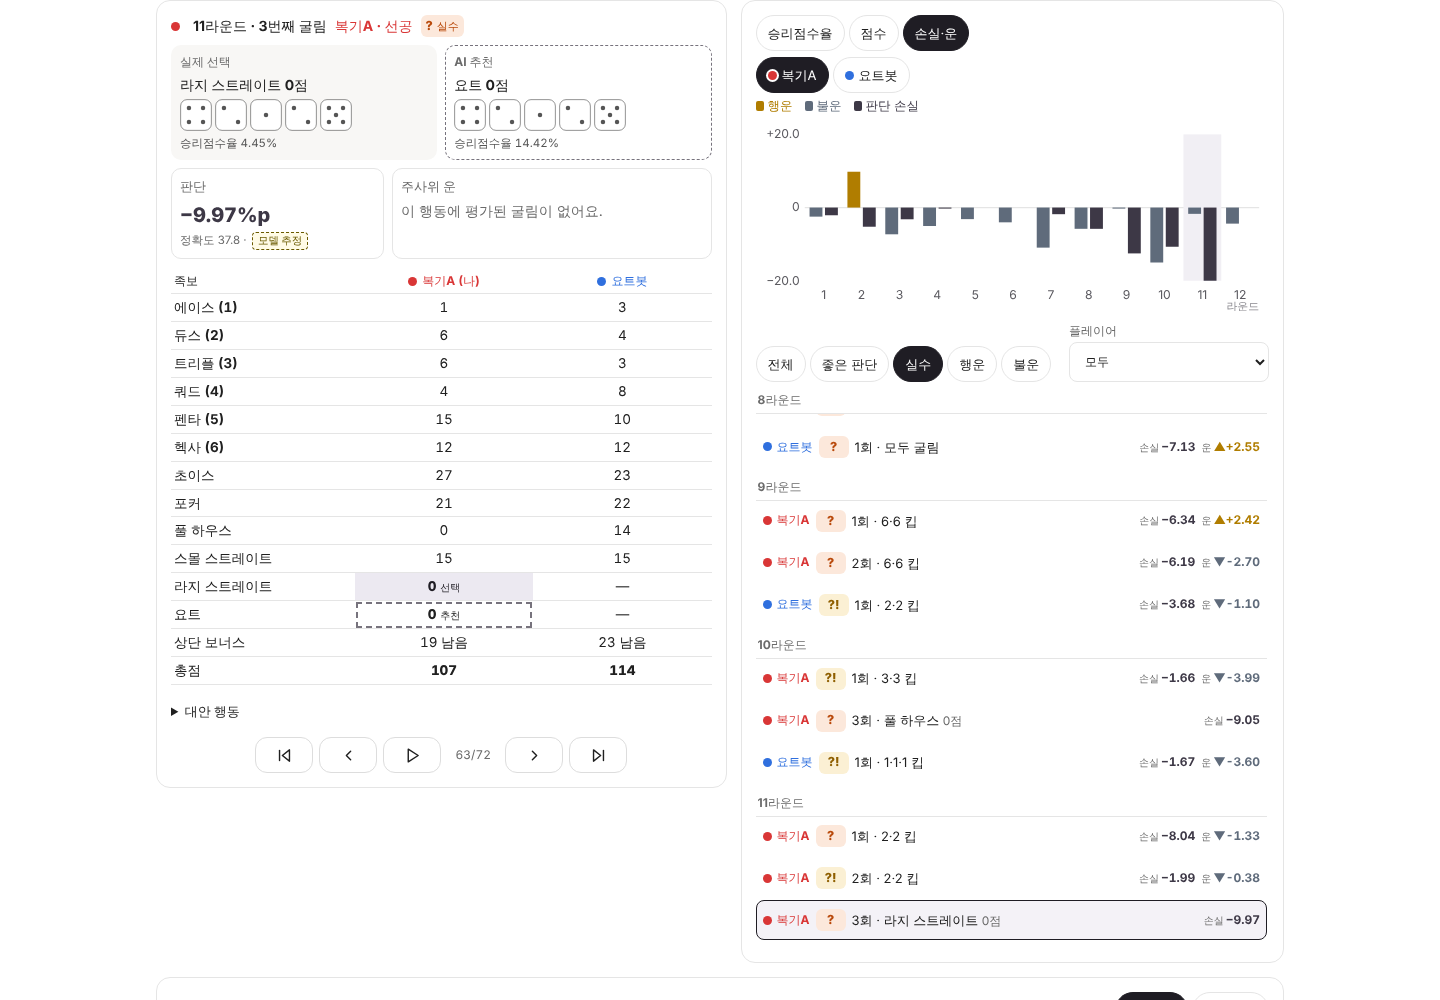 11라운드 · 3번째 굴림 복기A · 선공 ? 실수
실제 선택
라지 스트레이트 0점
승리점수율 4.45%
AI 추천
요트 0점
승리점수율 14.42%
판단
−9.97%p
정확도 37.8 · 모델 추정
주사위 운
이 행동에 평가된 굴림이 없어요.
족보 복기A (나) 요트봇
에이스 (1) 1 3
듀스 (2) 6 4
트리플 (3) 6 3
쿼드 (4) 4 8
펜타 (5) 15 10
헥사 (6) 12 12
초이스 27 23
포커 21 22
풀 하우스 0 14
스몰 스트레이트 15 15
라지 스트레이트 0 선택 —
요트 0 추천 —
상단 보너스 19 남음 23 남음
총점 107 114
▶ 대안 행동
63/72
승리점수율 점수 손실·운
복기A 요트봇
행운 불운 판단 손실
+20.0
0
−20.0
1 2 3 4 5 6 7 8 9 10 11 12
라운드
플레이어
전체 좋은 판단 실수 행운 불운 모두
8라운드
요트봇 ? 1회 · 모두 굴림 손실 −7.13 운 ▲+2.55
9라운드
복기A ? 1회 · 6·6 킵 손실 −6.34 운 ▲+2.42
복기A ? 2회 · 6·6 킵 손실 −6.19 운 ▼-2.70
요트봇 ?! 1회 · 2·2 킵 손실 −3.68 운 ▼-1.10
10라운드
복기A ?! 1회 · 3·3 킵 손실 −1.66 운 ▼-3.99
복기A ? 3회 · 풀 하우스 0점 손실 −9.05
요트봇 ?! 1회 · 1·1·1 킵 손실 −1.67 운 ▼-3.60
11라운드
복기A ? 1회 · 2·2 킵 손실 −8.04 운 ▼-1.33
복기A ?! 2회 · 2·2 킵 손실 −1.99 운 ▼-0.38
복기A ? 3회 · 라지 스트레이트 0점 손실 −9.97